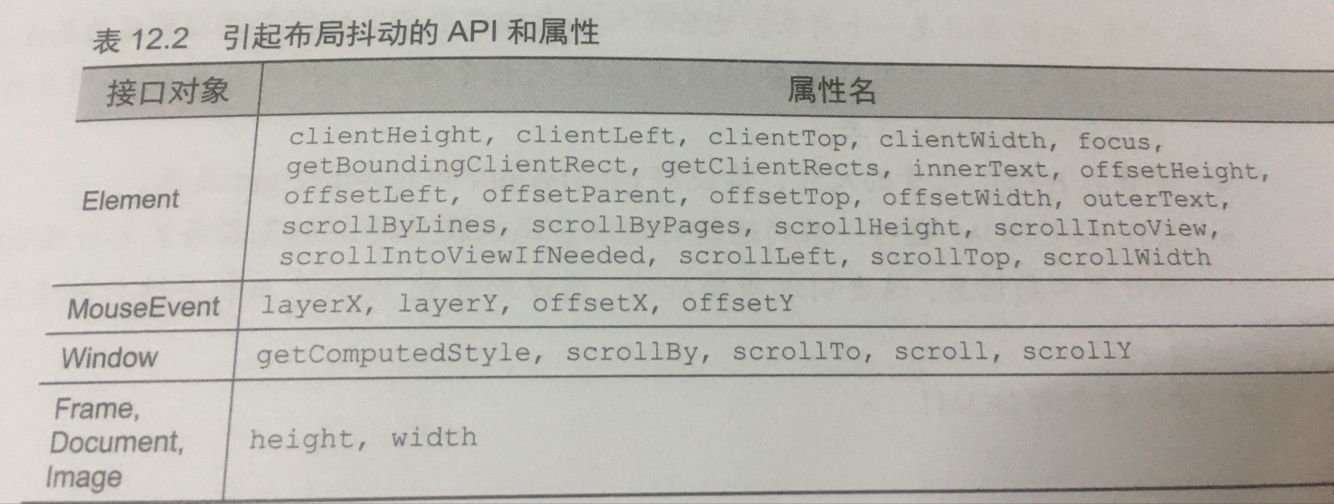 表 12.2 引起布局抖动的 API 和属性
接口对象 属性名
Element
clientHeight, clientLeft, clientTop, clientWidth, focus,
getBoundingClientRect, getClientRects, innerText, offsetHeight,
offsetLeft, offsetParent, offsetTop, offsetWidth, outerText,
scrollByLines, scrollByPages, scrollHeight, scrollIntoView,
scrollIntoViewIfNeeded, scrollLeft, scrollTop, scrollWidth
MouseEvent layerX, layerY, offsetX, offsetY
Window getComputedStyle, scrollBy, scrollTo, scroll, scrollY
Frame,
Document,
Image
height, width